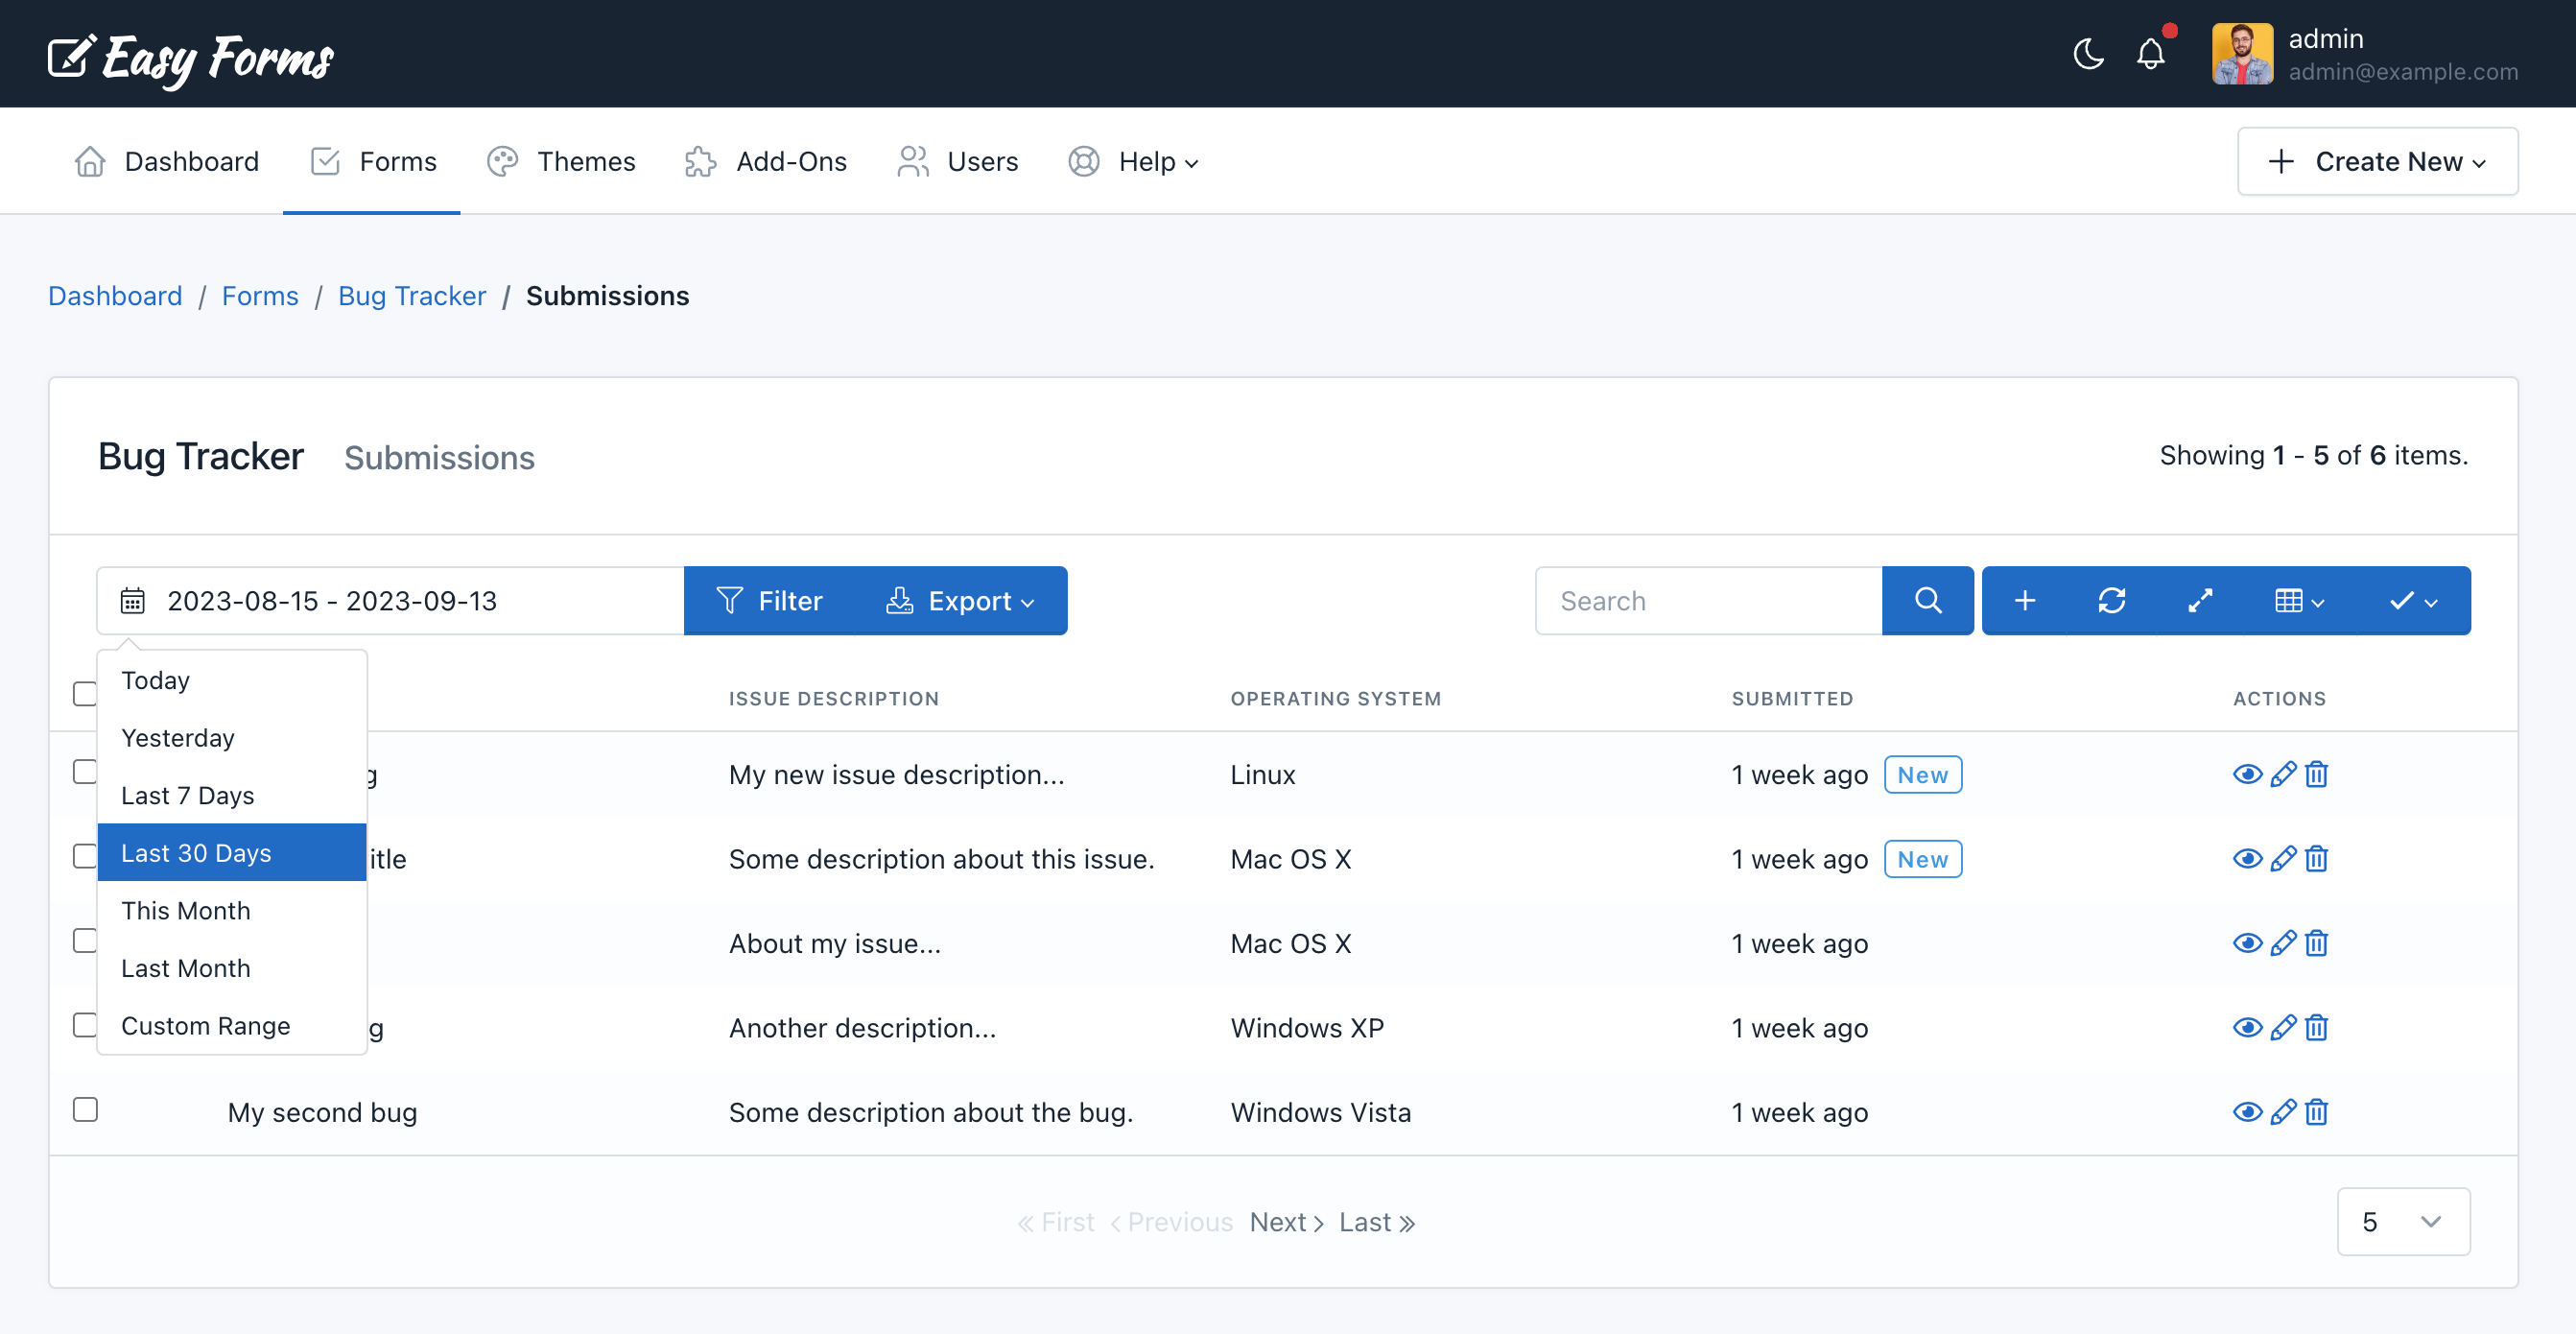 Easy Forms
admin
admin@example.com
Dashboard Forms Themes Add-Ons Users Help Create New
Dashboard / Forms / Bug Tracker / Submissions
Bug Tracker Submissions
Showing 1 - 5 of 6 items.
2023-08-15 - 2023-09-13 Filter Export Search
Today
Yesterday
Last 7 Days
Last 30 Days
This Month
Last Month
Custom Range
ISSUE DESCRIPTION OPERATING SYSTEM SUBMITTED ACTIONS
My new issue description... Linux 1 week ago New
Some description about this issue. Mac OS X 1 week ago New
About my issue... Mac OS X 1 week ago
Another description... Windows XP 1 week ago
My second bug Some description about the bug. Windows Vista 1 week ago
« First ‹ Previous Next › Last »
5